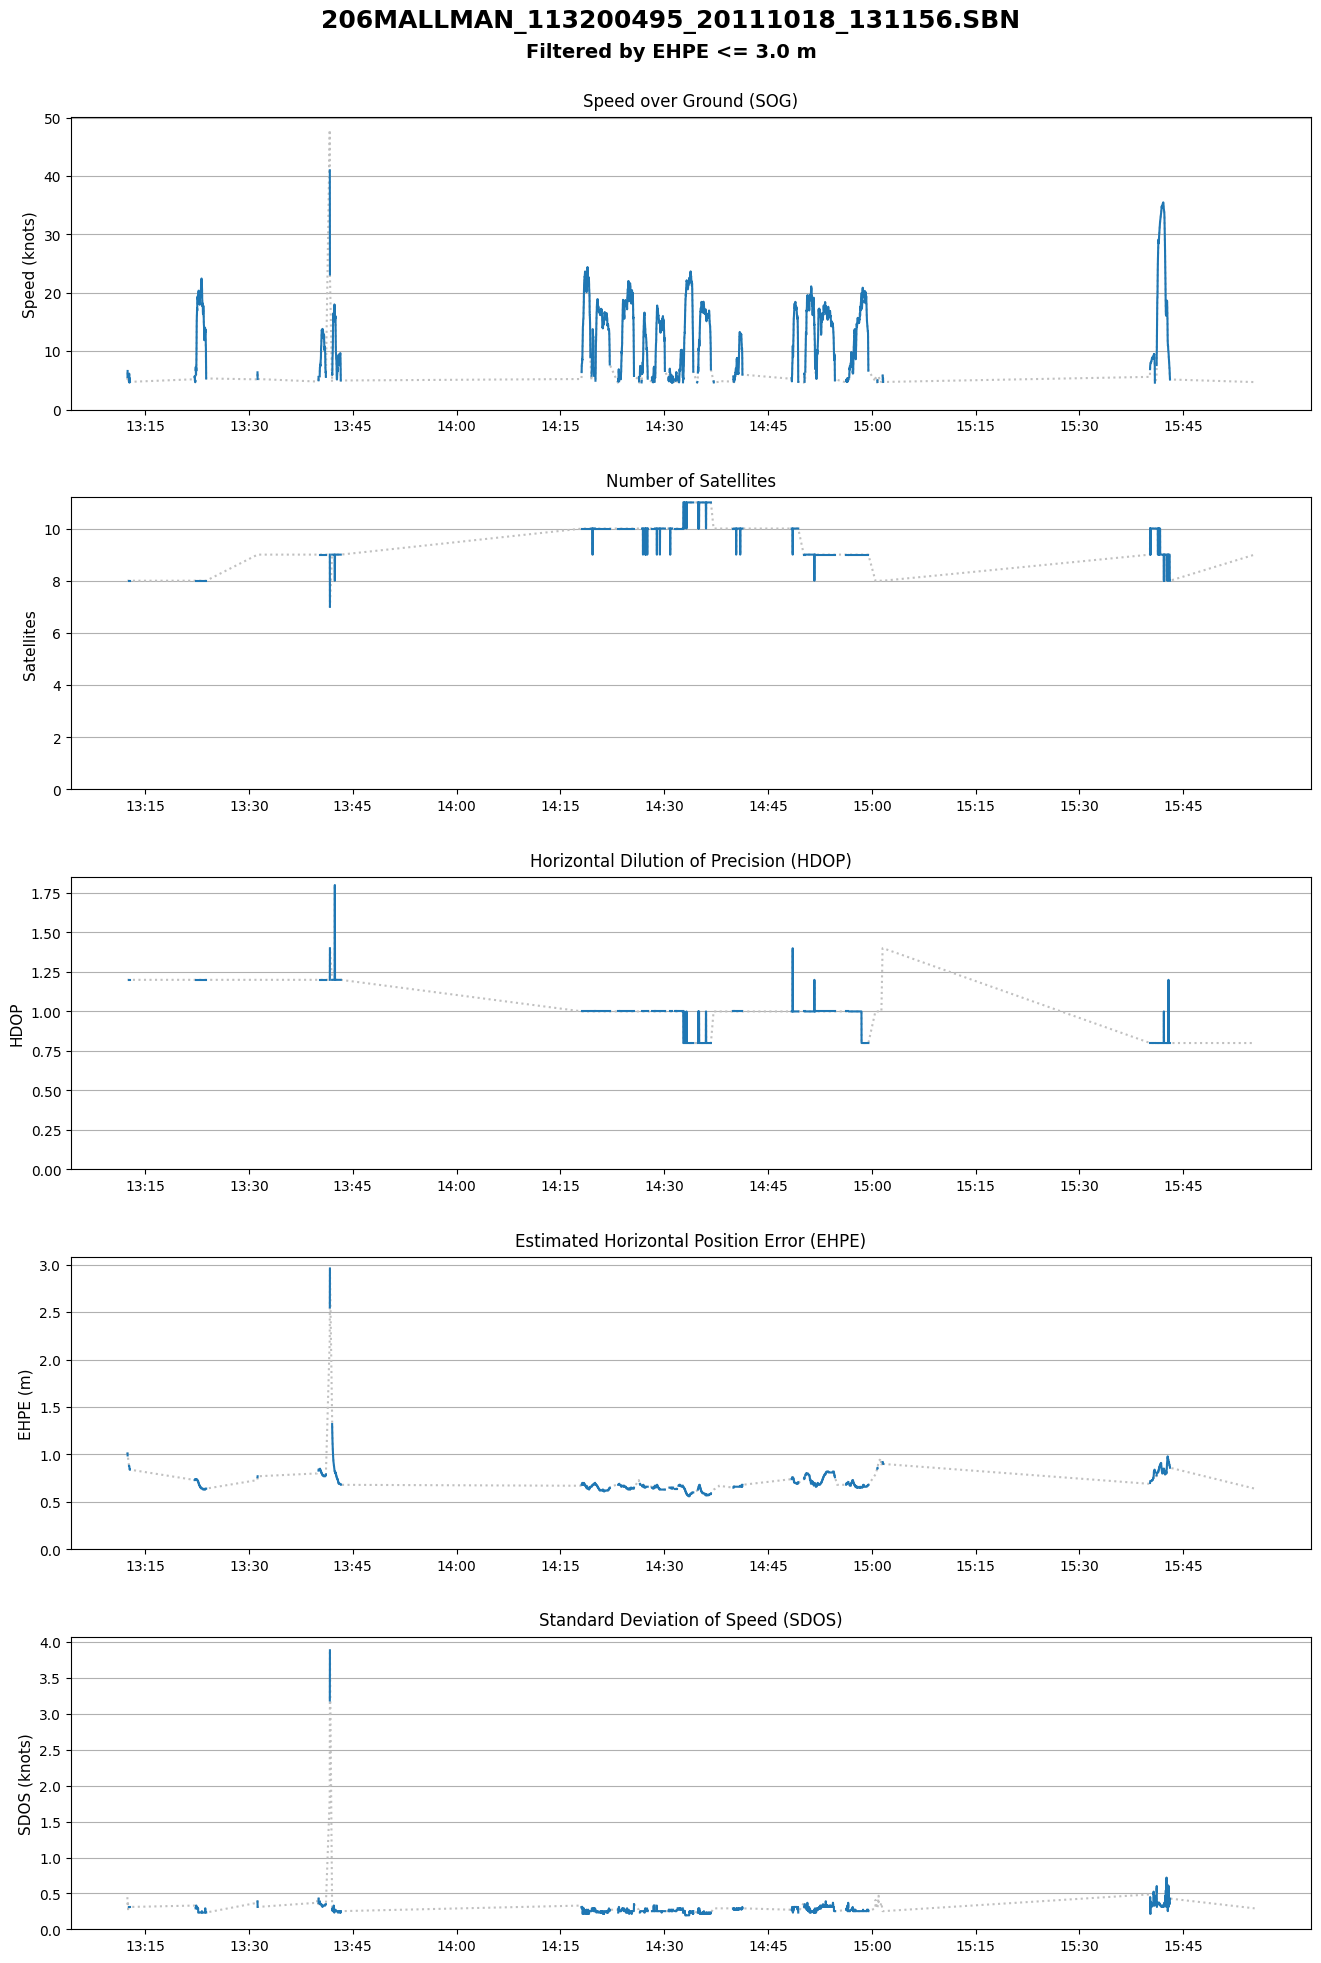 206MALLMAN_113200495_20111018_131156.SBN
Filtered by EHPE <= 3.0 m
Speed over Ground (SOG)
Speed (knots)
50
40
30
20
10
0
13:15 13:30 13:45 14:00 14:15 14:30 14:45 15:00 15:15 15:30 15:45
Number of Satellites
Satellites
10
8
6
4
2
0
13:15 13:30 13:45 14:00 14:15 14:30 14:45 15:00 15:15 15:30 15:45
Horizontal Dilution of Precision (HDOP)
HDOP
1.75
1.50
1.25
1.00
0.75
0.50
0.25
0.00
13:15 13:30 13:45 14:00 14:15 14:30 14:45 15:00 15:15 15:30 15:45
Estimated Horizontal Position Error (EHPE)
EHPE (m)
3.0
2.5
2.0
1.5
1.0
0.5
0.0
13:15 13:30 13:45 14:00 14:15 14:30 14:45 15:00 15:15 15:30 15:45
Standard Deviation of Speed (SDOS)
SDOS (knots)
4.0
3.5
3.0
2.5
2.0
1.5
1.0
0.5
0.0
13:15 13:30 13:45 14:00 14:15 14:30 14:45 15:00 15:15 15:30 15:45